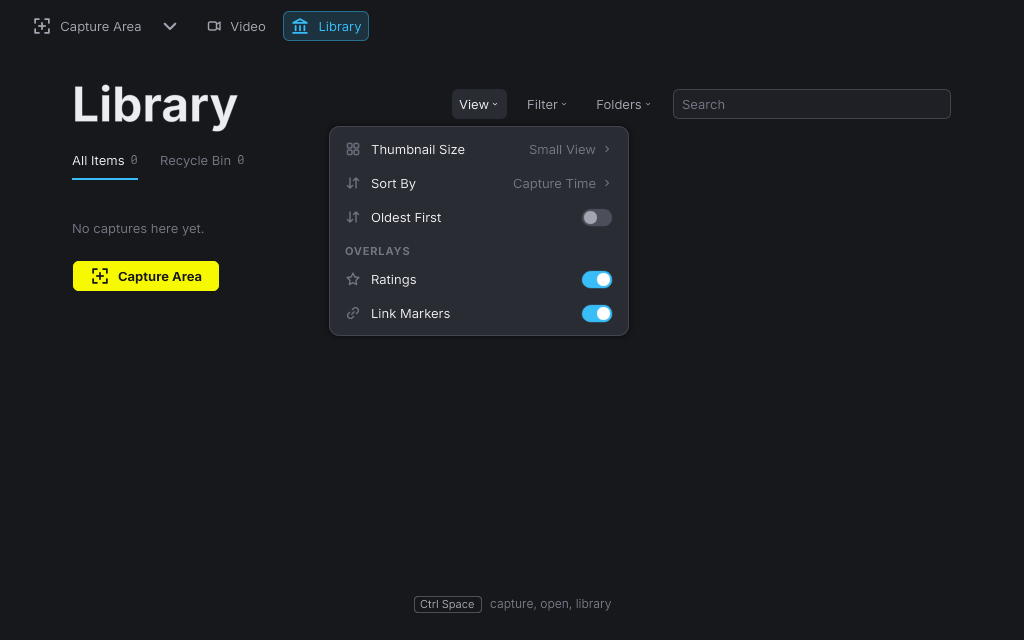 Capture Area
Video
Library
Library
View
Filter
Folders
Search
All Items 0
Recycle Bin 0
No captures here yet.
Capture Area
Thumbnail Size Small View
Sort By Capture Time
Oldest First
OVERLAYS
Ratings
Link Markers
Ctrl Space capture, open, library